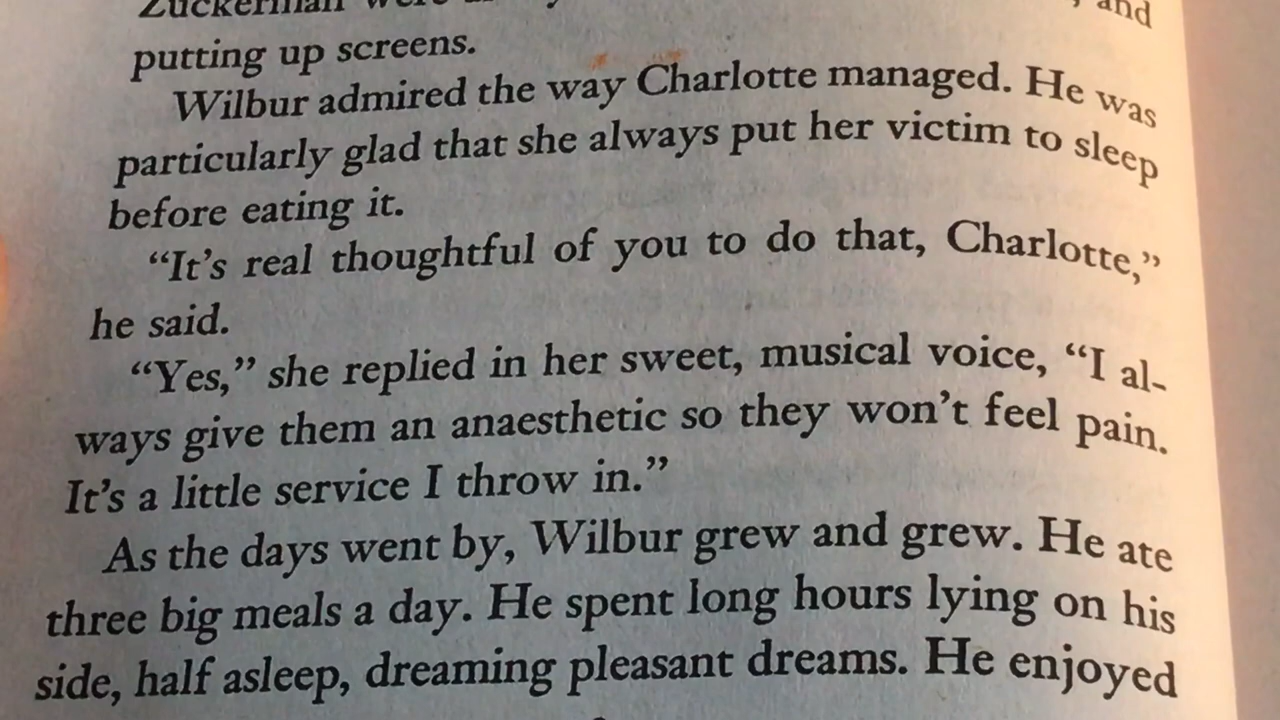 Zuckerman were and
putting up screens.
Wilbur admired the way Charlotte managed. He was
particularly glad that she always put her victim to sleep
before eating it.
“It’s real thoughtful of you to do that, Charlotte,”
he said.
“Yes,” she replied in her sweet, musical voice, “I al-
ways give them an anaesthetic so they won’t feel pain.
It’s a little service I throw in.”
As the days went by, Wilbur grew and grew. He ate
three big meals a day. He spent long hours lying on his
side, half asleep, dreaming pleasant dreams. He enjoyed